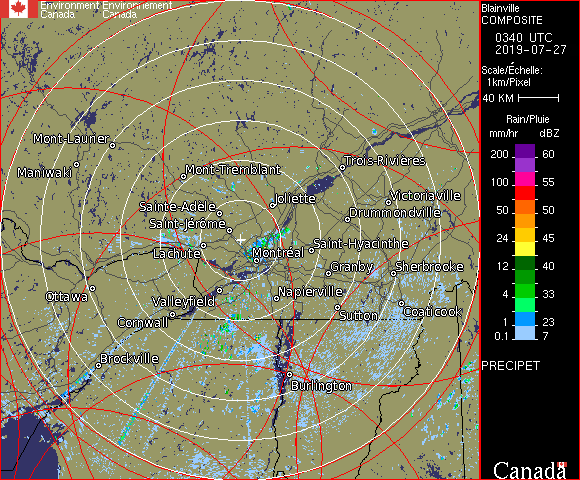 Environment Environnement
Canada Canada
Blainville
COMPOSITE
0340 UTC
2019-07-27
Scale/Échelle:
1km/Pixel
40 KM
Rain/Pluie
mm/hr dBZ
200 60
100 55
50 50
24 45
12 40
4 33
1 23
0.1 7
PRECIPET
Canada
Mont-Laurier
Maniwaki
Mont-Tremblant
Trois-Rivières
Joliette
Victoriaville
Sainte-Adèle
Drummondville
Saint-Jérôme
Saint-Hyacinthe
Lachute
Montréal
Granby
Sherbrooke
Ottawa
Valleyfield
Napierville
Cornwall
Sutton
Coaticook
Brockville
Burlington